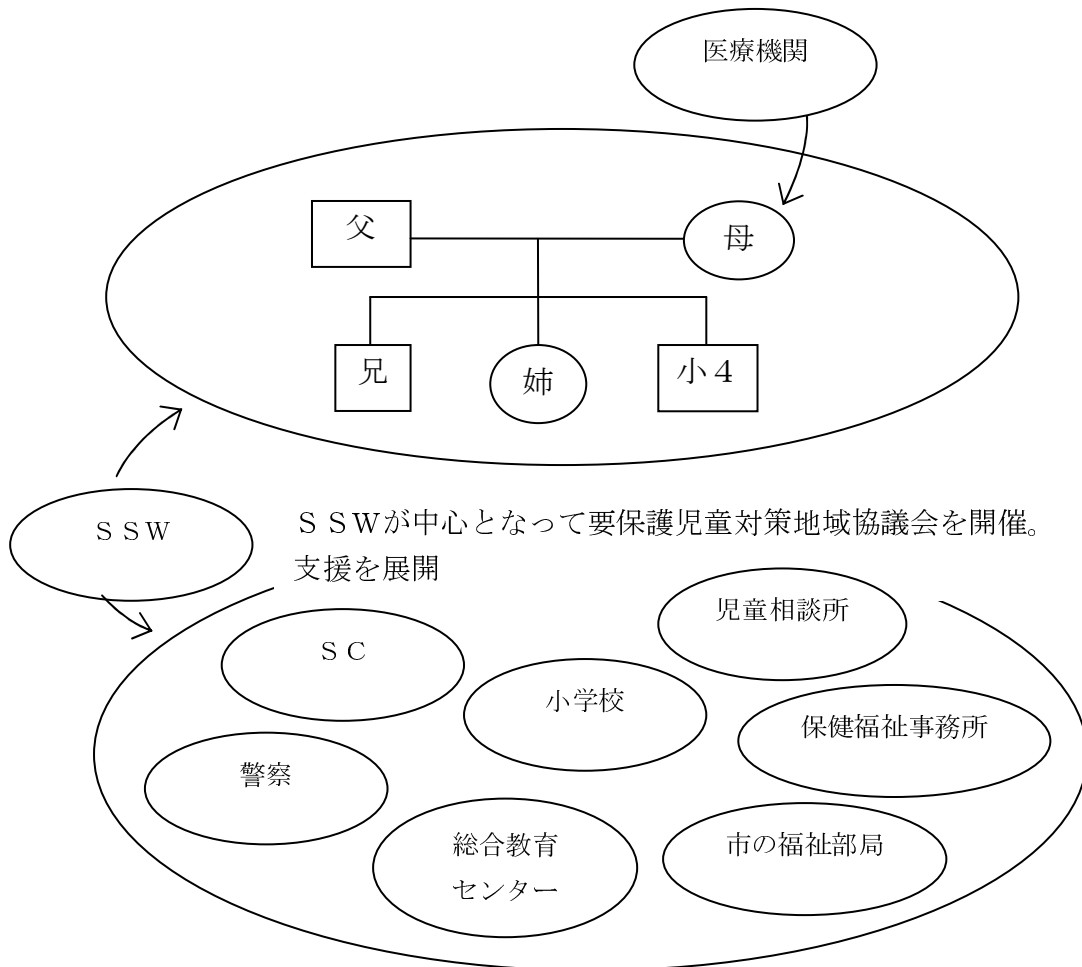 医療機関
父
母
兄
姉
小４
ＳＳＷ
ＳＳＷが中心となって要保護児童対策地域協議会を開催。
支援を展開
児童相談所
ＳＣ
小学校
保健福祉事務所
警察
総合教育
センター
市の福祉部局